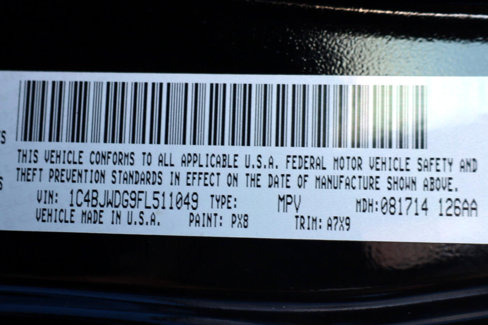 THIS VEHICLE CONFORMS TO ALL APPLICABLE U.S.A. FEDERAL MOTOR VEHICLE SAFETY AND
THEFT PREVENTION STANDARDS IN EFFECT ON THE DATE OF MANUFACTURE SHOWN ABOVE.
VIN: 1C4BJWDG9FL511049 TYPE: MPV MDH: 081714 126AA
VEHICLE MADE IN U.S.A. PAINT: PX8 TRIM: A7X9